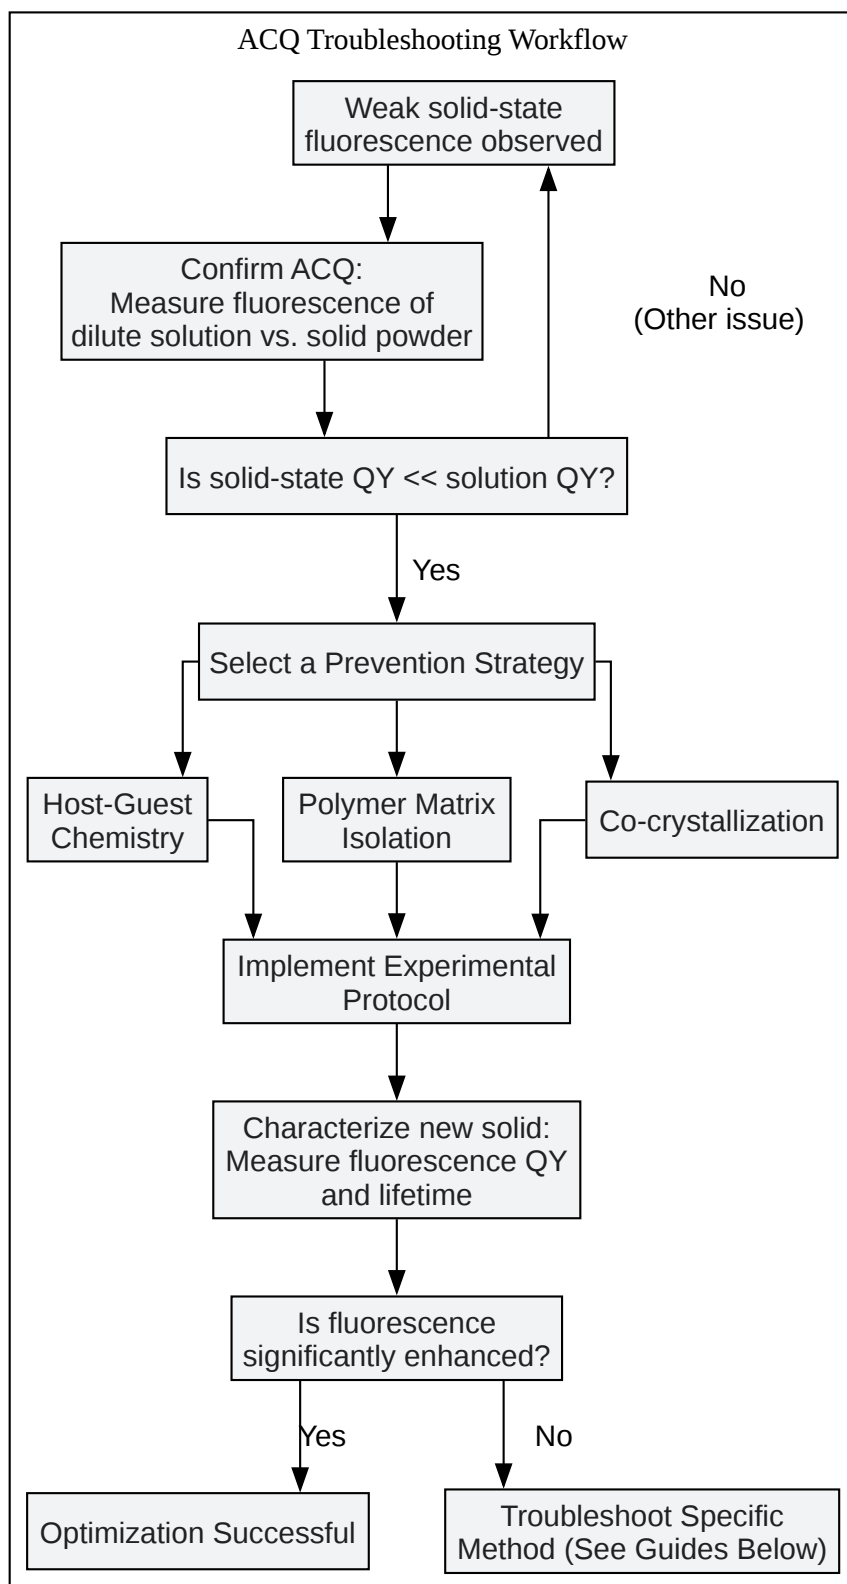 ACQ Troubleshooting Workflow
Weak solid-state
fluorescence observed
Confirm ACQ:
Measure fluorescence of
dilute solution vs. solid powder
No
(Other issue)
Is solid-state QY << solution QY?
Yes
Select a Prevention Strategy
Host-Guest
Chemistry
Polymer Matrix
Isolation
Co-crystallization
Implement Experimental
Protocol
Characterize new solid:
Measure fluorescence QY
and lifetime
Is fluorescence
significantly enhanced?
Yes
No
Optimization Successful
Troubleshoot Specific
Method (See Guides Below)